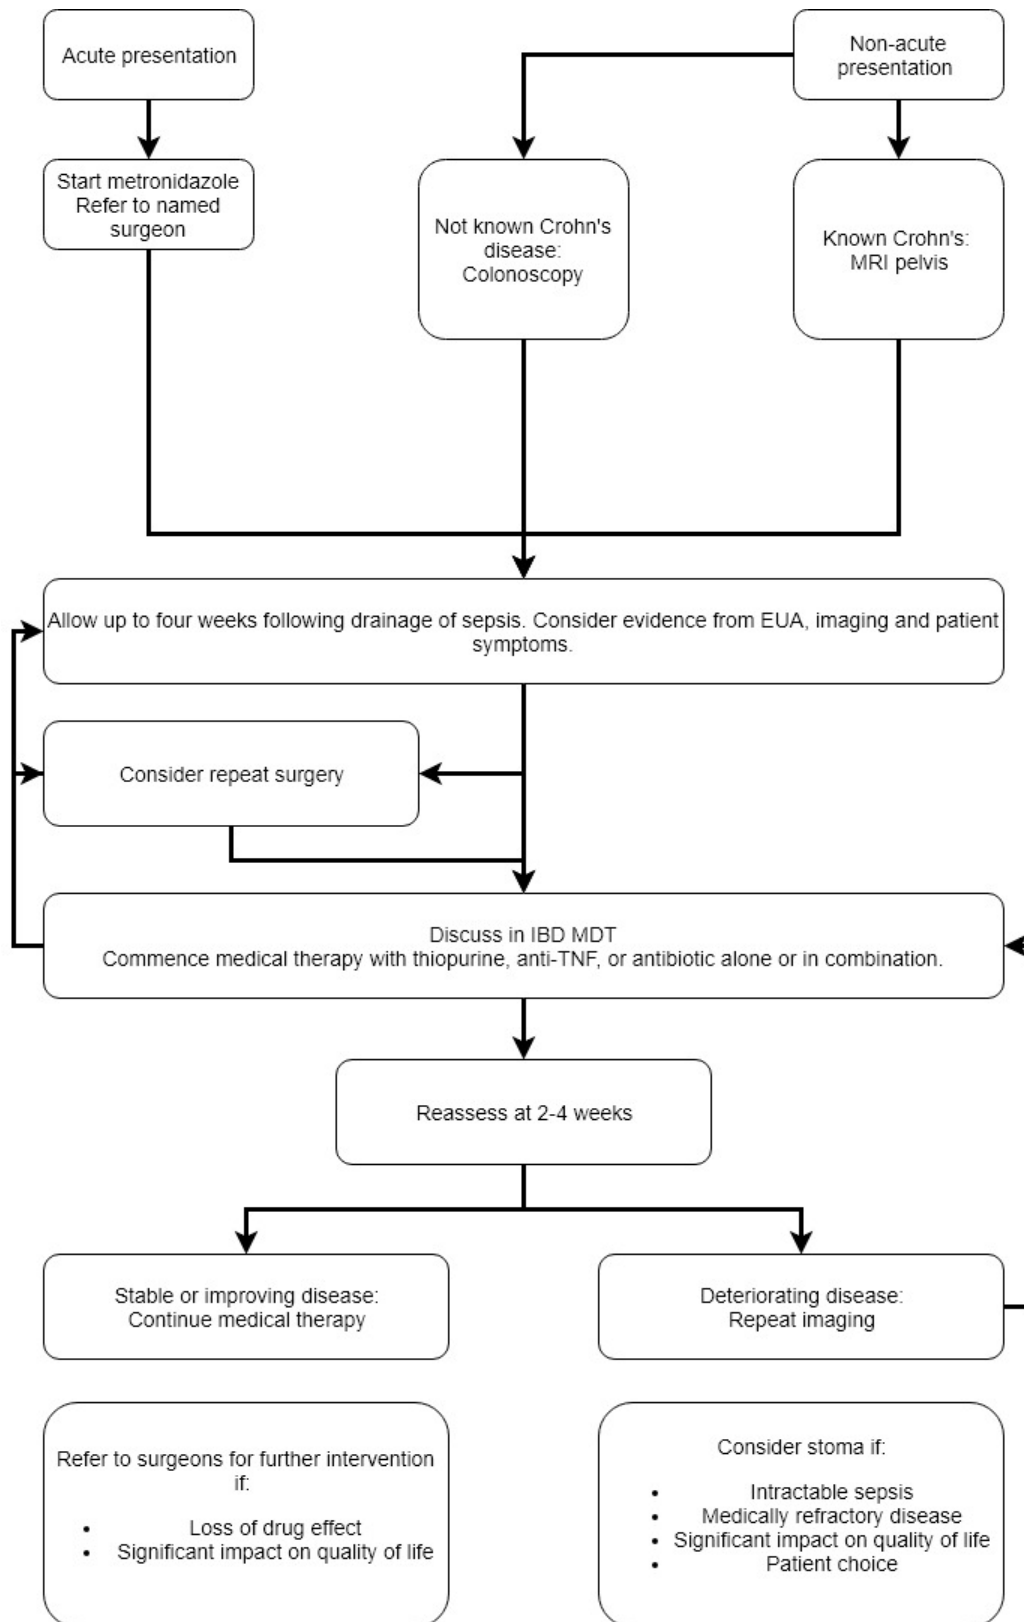 Acute presentation
Non-acute
presentation
Start metronidazole
Refer to named
surgeon
Not known Crohn's
disease:
Colonoscopy
Known Crohn's:
MRI pelvis
Allow up to four weeks following drainage of sepsis. Consider evidence from EUA, imaging and patient
symptoms.
Consider repeat surgery
Discuss in IBD MDT
Commence medical therapy with thiopurine, anti-TNF, or antibiotic alone or in combination.
Reassess at 2-4 weeks
Stable or improving disease:
Continue medical therapy
Deteriorating disease:
Repeat imaging
Refer to surgeons for further intervention
if:
• Loss of drug effect
• Significant impact on quality of life
Consider stoma if:
• Intractable sepsis
• Medically refractory disease
• Significant impact on quality of life
• Patient choice